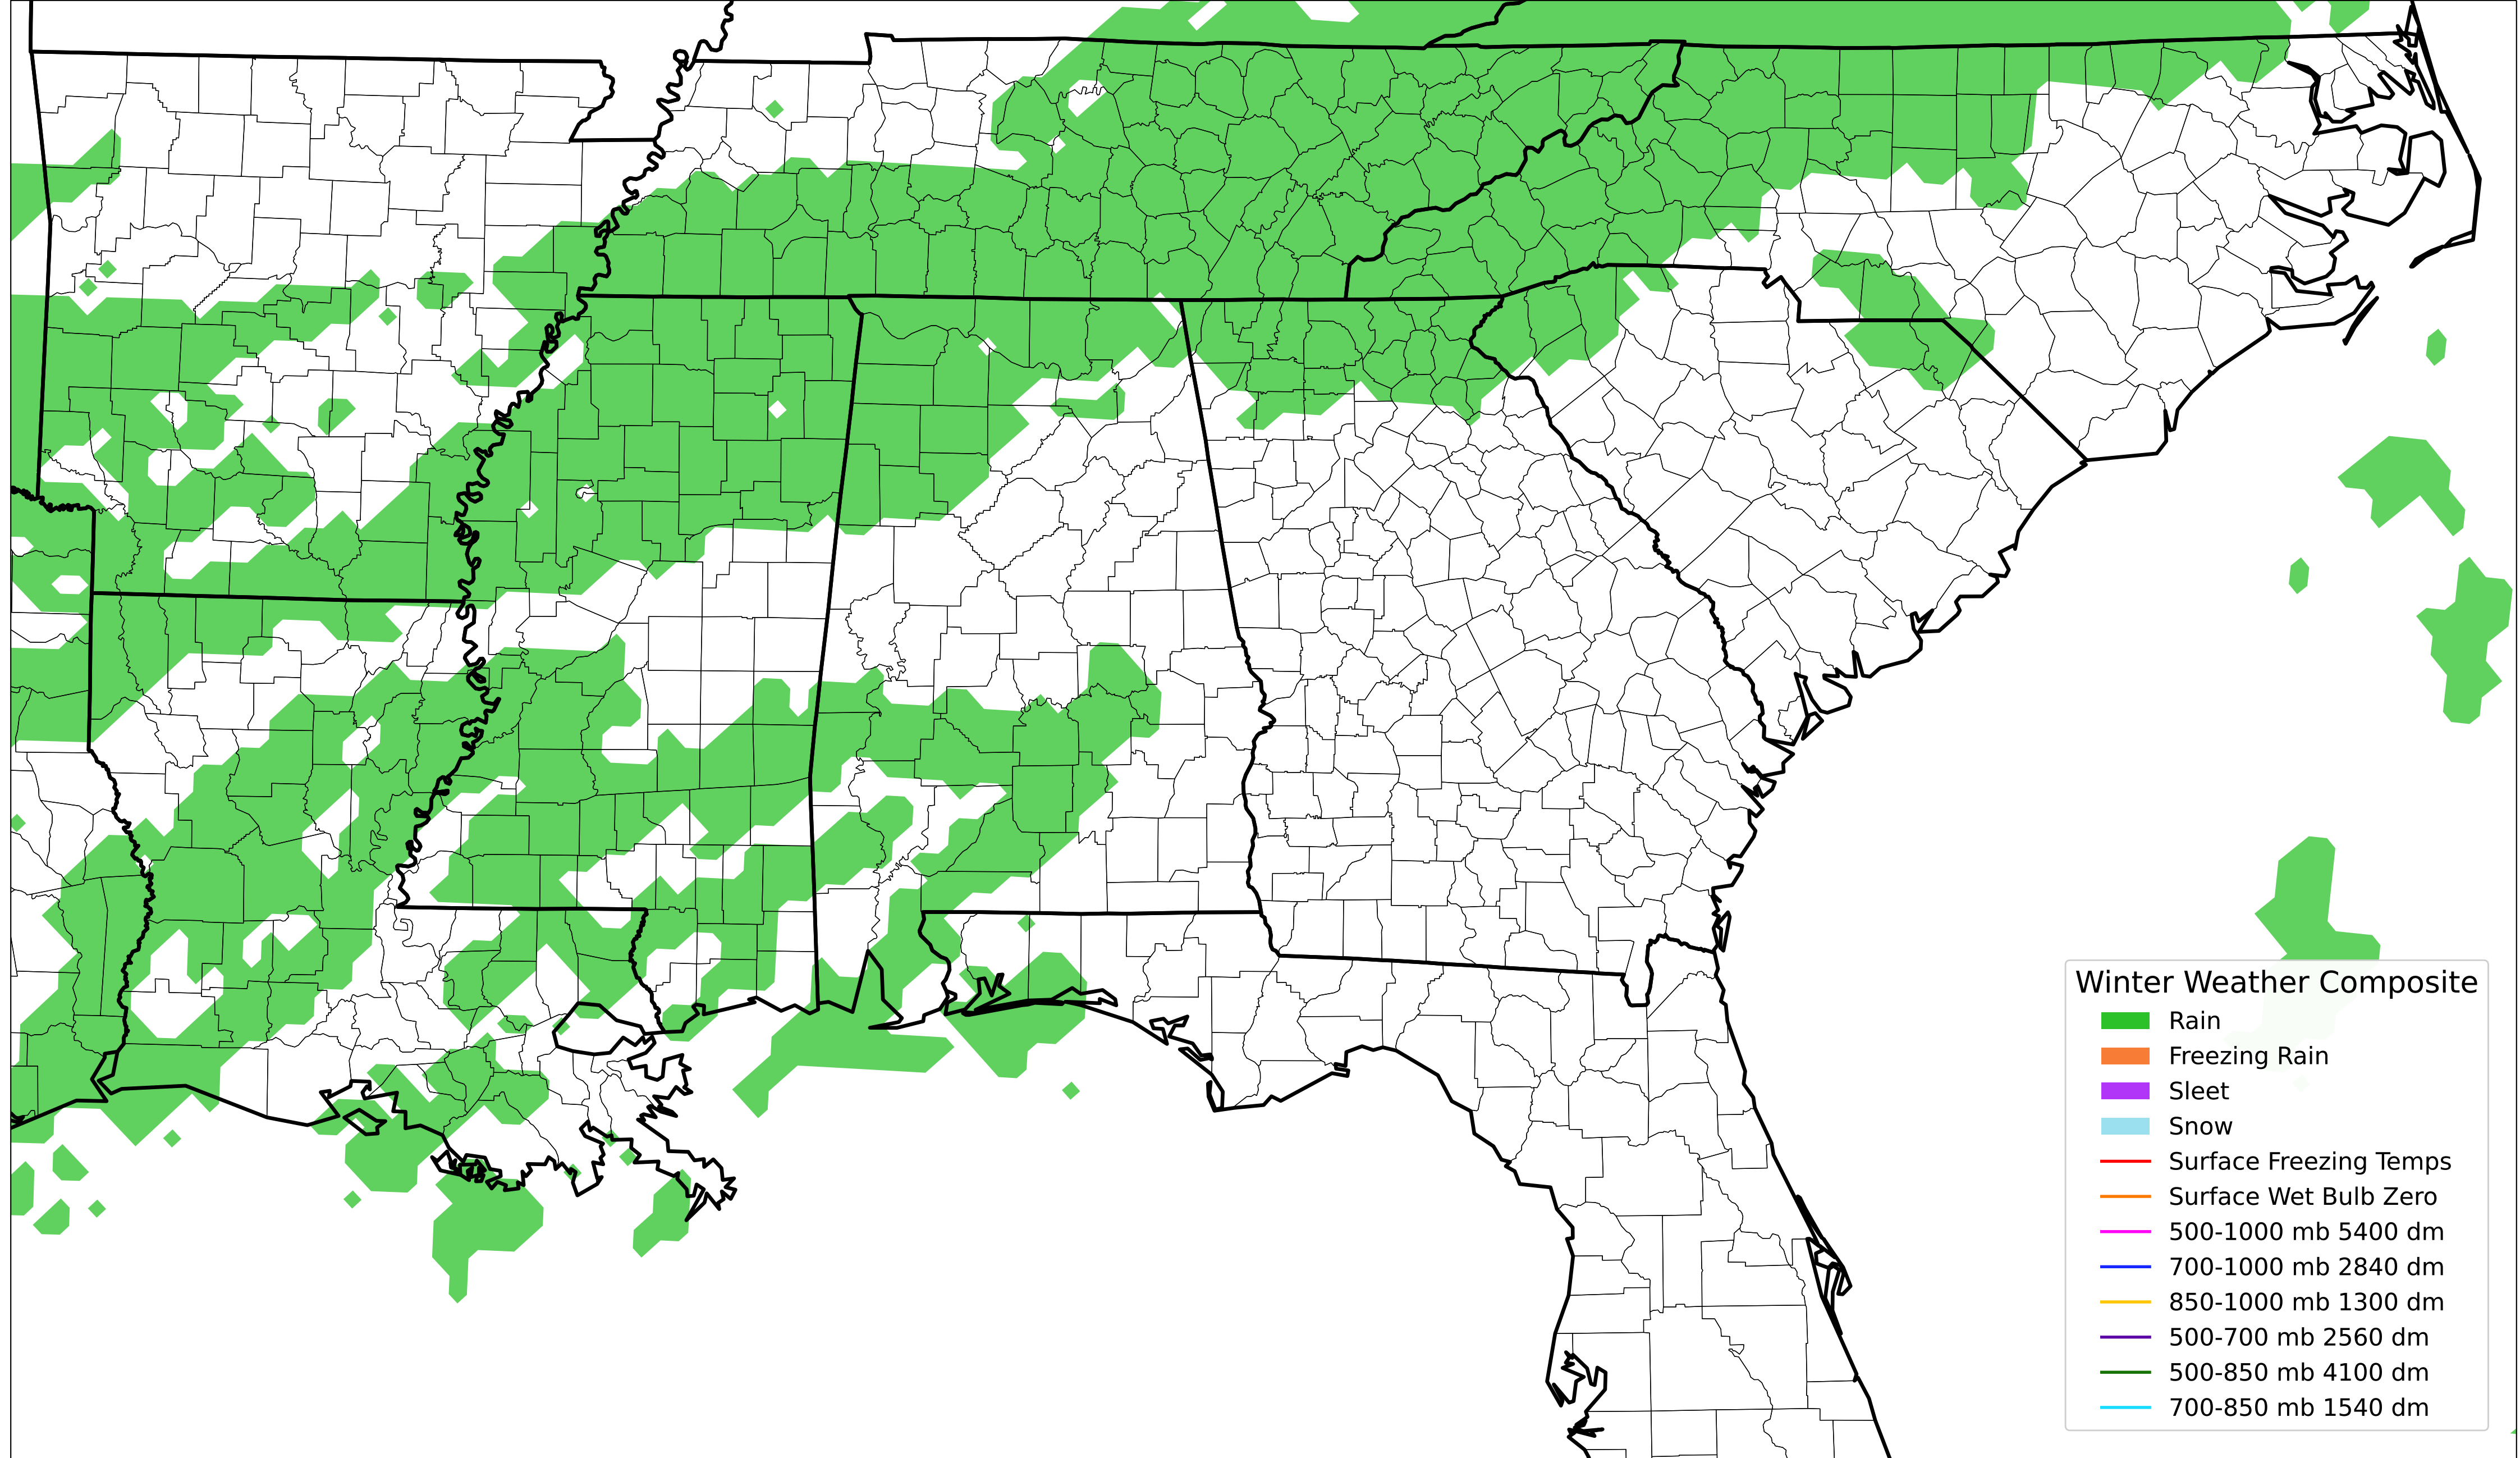 Winter Weather Composite
Rain
Freezing Rain
Sleet
Snow
Surface Freezing Temps
Surface Wet Bulb Zero
500-1000 mb 5400 dm
700-1000 mb 2840 dm
850-1000 mb 1300 dm
500-700 mb 2560 dm
500-850 mb 4100 dm
700-850 mb 1540 dm